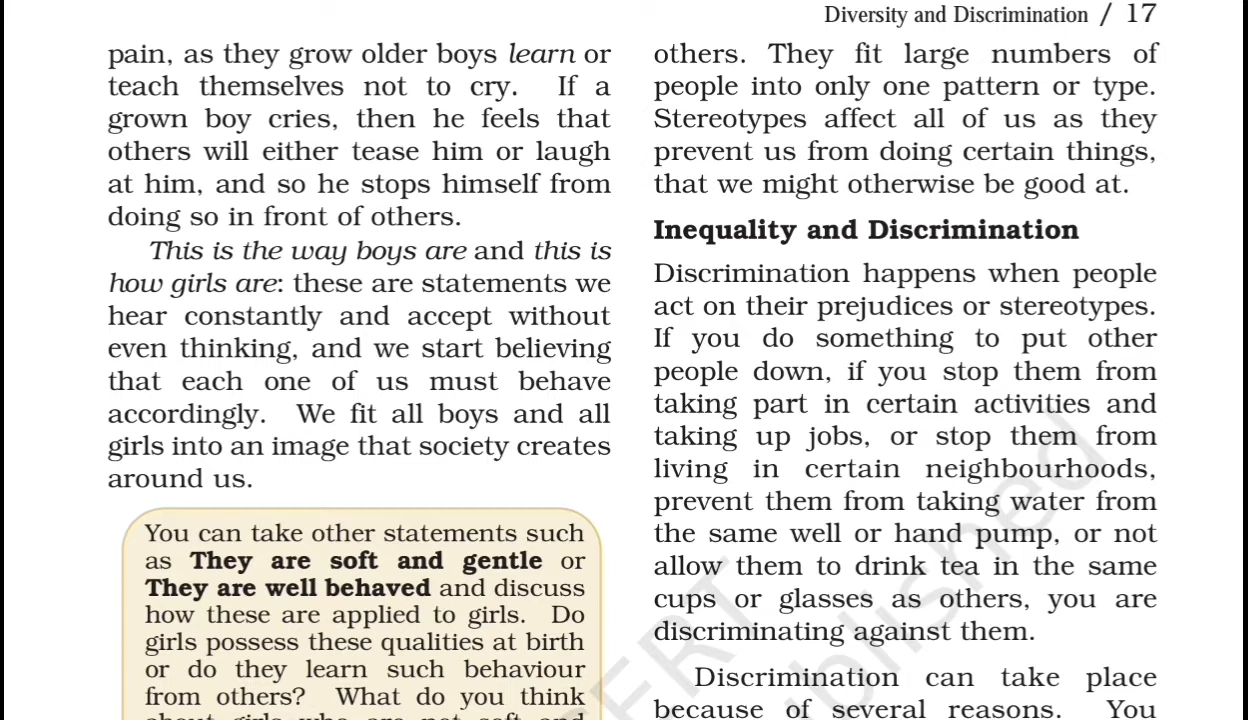 Diversity and Discrimination / 17
pain, as they grow older boys learn or
teach themselves not to cry. If a
grown boy cries, then he feels that
others will either tease him or laugh
at him, and so he stops himself from
doing so in front of others.
This is the way boys are and this is
how girls are: these are statements we
hear constantly and accept without
even thinking, and we start believing
that each one of us must behave
accordingly. We fit all boys and all
girls into an image that society creates
around us.
You can take other statements such
as They are soft and gentle or
They are well behaved and discuss
how these are applied to girls. Do
girls possess these qualities at birth
or do they learn such behaviour
from others? What do you think
about girls who are not soft and
others. They fit large numbers of
people into only one pattern or type.
Stereotypes affect all of us as they
prevent us from doing certain things,
that we might otherwise be good at.
Inequality and Discrimination
Discrimination happens when people
act on their prejudices or stereotypes.
If you do something to put other
people down, if you stop them from
taking part in certain activities and
taking up jobs, or stop them from
living in certain neighbourhoods,
prevent them from taking water from
the same well or hand pump, or not
allow them to drink tea in the same
cups or glasses as others, you are
discriminating against them.
Discrimination can take place
because of several reasons. You